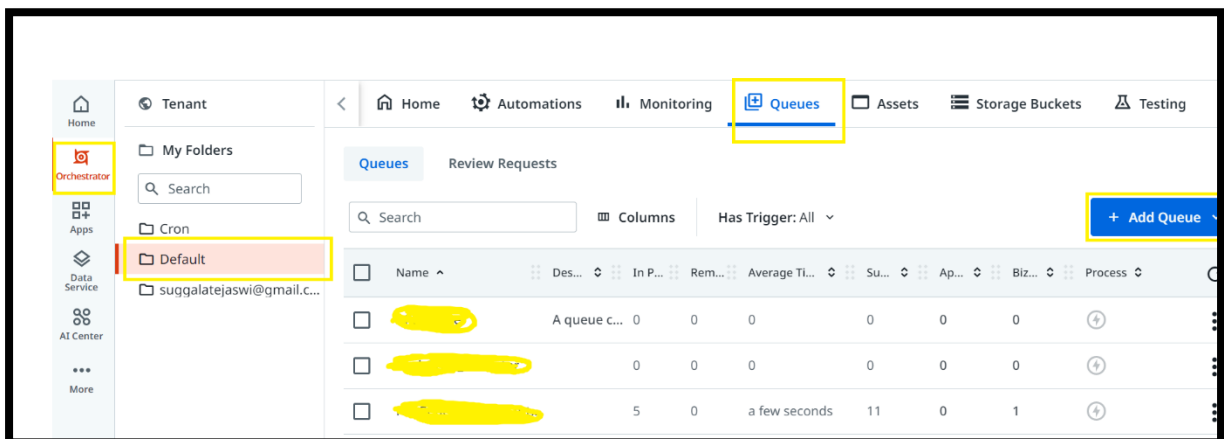 Home
Orchestrator
Apps
Data
Service
AI Center
More
Tenant
My Folders
Search
Cron
Default
suggalatejaswi@gmail.c...
Home Automations Monitoring Queues Assets Storage Buckets Testing
Queues Review Requests
Search Columns Has Trigger: All + Add Queue
Name Des... In P... Rem... Average Ti... Su... Ap... Biz... Process
A queue c... 0 0 0 0 0 0
0 0 0 0 0 0
5 0 a few seconds 11 0 1